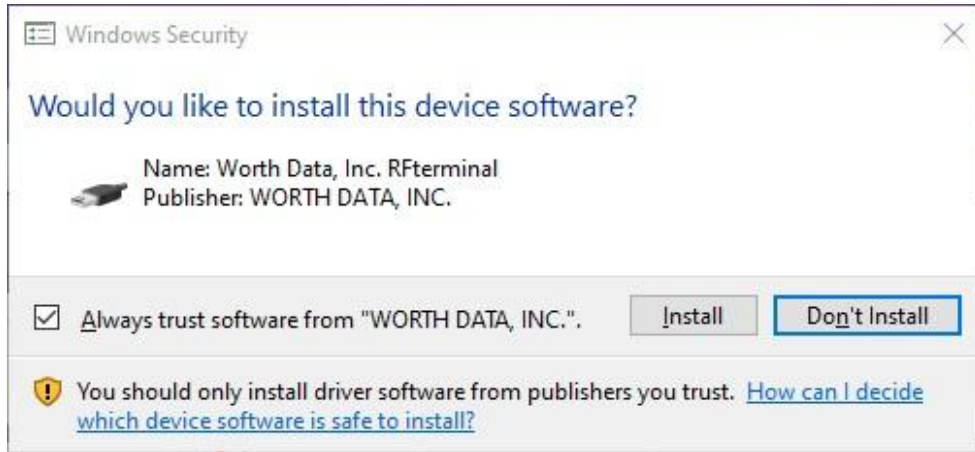 Windows Security
Would you like to install this device software?
Name: Worth Data, Inc. RFterminal
Publisher: WORTH DATA, INC.
Always trust software from "WORTH DATA, INC.".
Install
Don't Install
You should only install driver software from publishers you trust. How can I decide
which device software is safe to install?